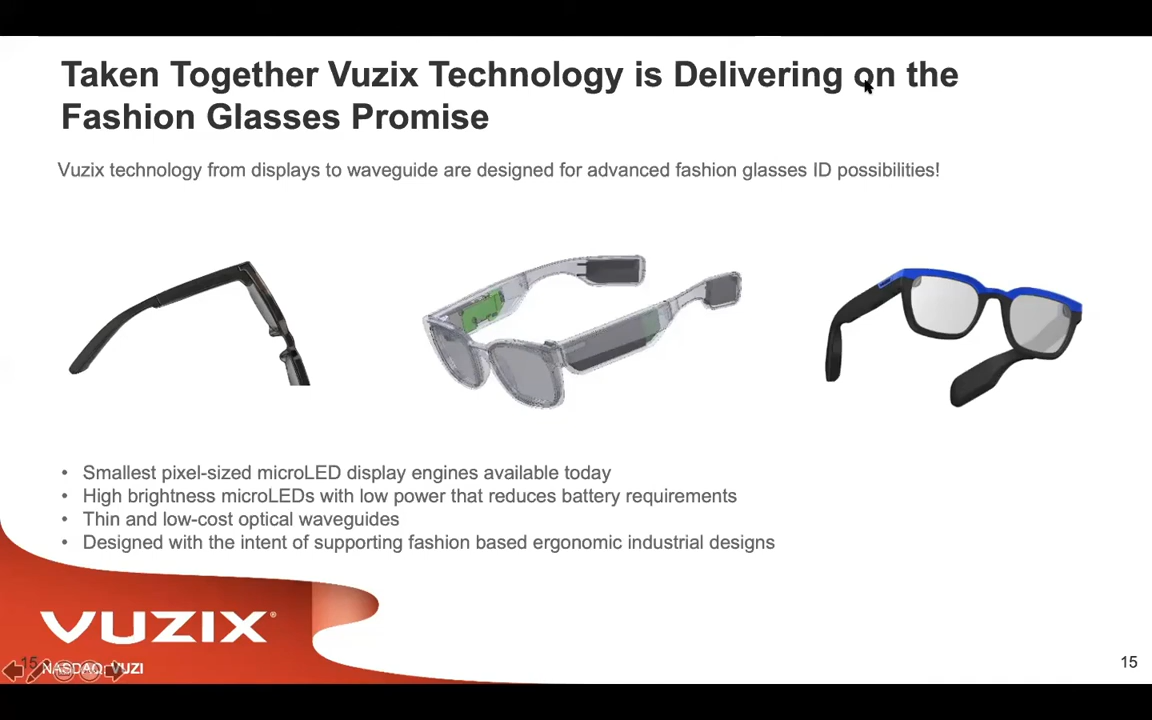 Taken Together Vuzix Technology is Delivering on the
Fashion Glasses Promise
Vuzix technology from displays to waveguide are designed for advanced fashion glasses ID possibilities!
• Smallest pixel-sized microLED display engines available today
• High brightness microLEDs with low power that reduces battery requirements
• Thin and low-cost optical waveguides
• Designed with the intent of supporting fashion based ergonomic industrial designs
VUZIX®
15
NASDAQ: VUZI
15